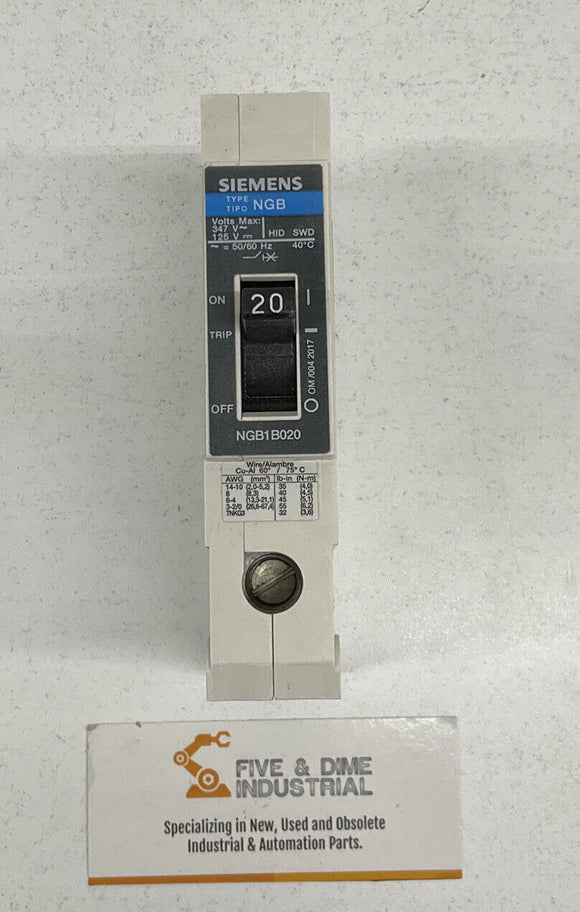 SIEMENS
TYPE
TIPO NGB
Volts Max:
347 V~
125 V ⎓ HID SWD
~ = 50/60 Hz 40°C
ON 20 I
TRIP
OM /004.2017
OFF O
NGB1B020
Wire/Alambre
Cu-Al 60° / 75° C
AWG (mm²) lb-in (N-m)
14-10 (2,0-5,2) 35 (4,0)
8 (8,3) 40 (4,5)
6-4 (13,3-21,1) 45 (5,1)
3-2/0 (26,6-67,4) 55 (6,2)
TNKG3 32 (3,6)
FIVE & DIME
INDUSTRIAL
Specializing in New, Used and Obsolete
Industrial & Automation Parts.